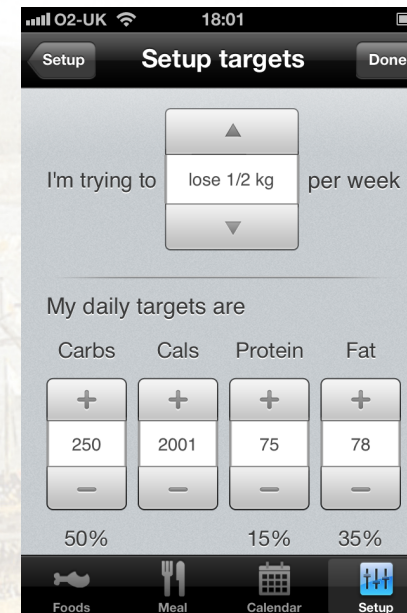 O2-UK 18:01
Setup Setup targets Done
I'm trying to lose 1/2 kg per week
My daily targets are
Carbs Cals Protein Fat
+ + + +
250 2001 75 78
— — — —
50% 15% 35%
Foods Meal Calendar Setup